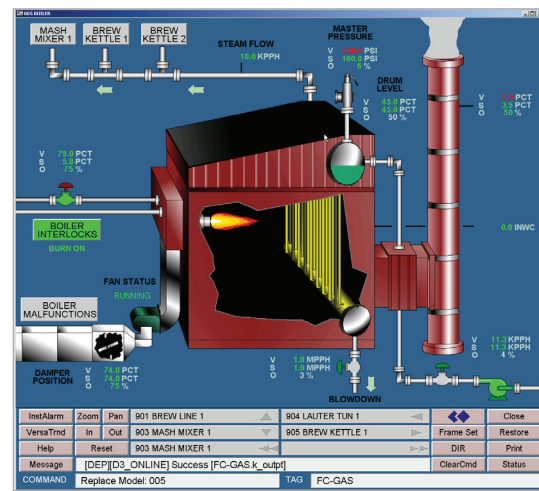 005 BOILER
MASH MIXER 1
BREW KETTLE 1
BREW KETTLE 2
STEAM FLOW
10.0 KPPH
MASTER PRESSURE
V PSI
S 160.0 PSI
O 6 %
DRUM LEVEL
V 45.0 PCT
S 45.0 PCT
O 50 %
V PCT
S 3.5 PCT
O 50 %
V 75.0 PCT
S 5.8 PCT
O 75 %
BOILER INTERLOCKS
BURN ON
0.0 INWC
FAN STATUS
RUNNING
BOILER MALFUNCTIONS
DAMPER POSITION
V 74.0 PCT
S 74.0 PCT
O 75 %
V 1.0 MPPH
S 1.0 MPPH
O 3 %
BLOWDOWN
V 11.3 KPPH
S 11.3 KPPH
O 4 %
InstAlarm Zoom Pan 901 BREW LINE 1 904 LAUTER TUN 1 Close
VersaTrnd In Out 903 MASH MIXER 1 905 BREW KETTLE 1 Frame Set Restore
Help Reset 903 MASH MIXER 1 DIR Print
Message [DEP][D3_ONLINE] Success [FC-GAS.k_outpt] ClearCmd Status
COMMAND Replace Model: 005 TAG FC-GAS